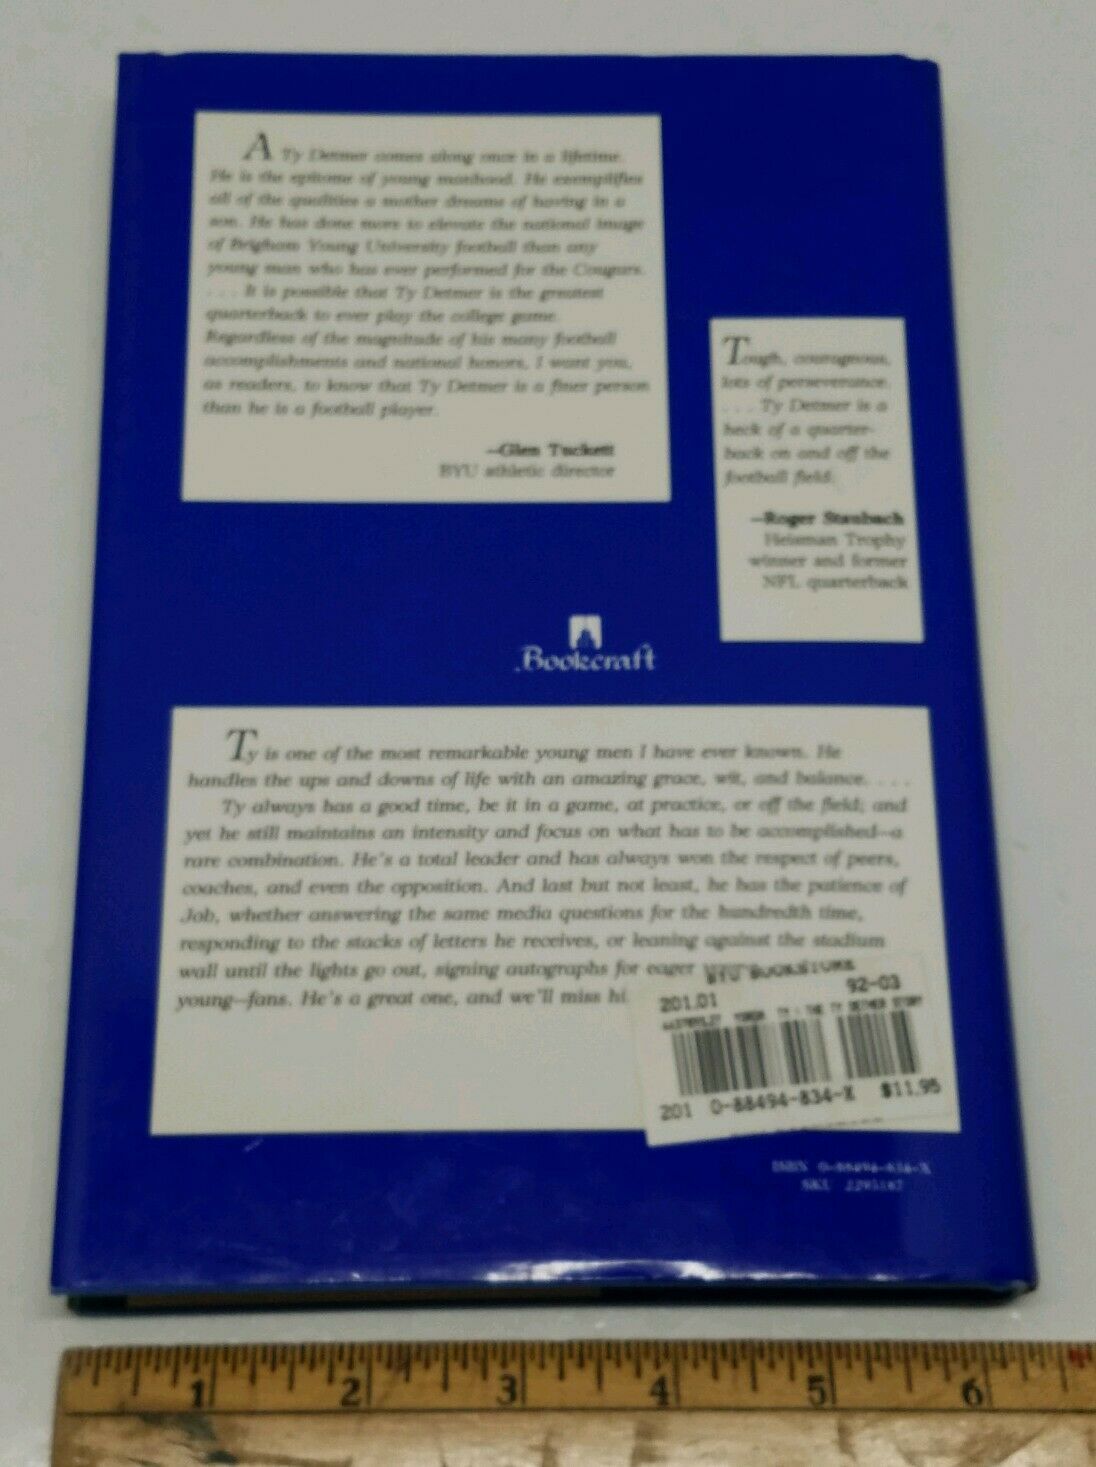 A Ty Detmer comes along once in a lifetime.
He is the epitome of young manhood. He exemplifies
all of the qualities a mother dreams of having in a
son. He has done more to elevate the national image
of Brigham Young University football than any
young man who has ever performed for the Cougars.
. . . It is possible that Ty Detmer is the greatest
quarterback to ever play the college game.
Regardless of the magnitude of his many football
accomplishments and national honors, I want you,
as readers, to know that Ty Detmer is a finer person
than he is a football player.
—Glen Tuckett
BYU athletic director
Tough, courageous,
lots of perseverance.
. . . Ty Detmer is a
heck of a quarter-
back on and off the
football field.
—Roger Staubach
Heisman Trophy
winner and former
NFL quarterback
Bookcraft
Ty is one of the most remarkable young men I have ever known. He
handles the ups and downs of life with an amazing grace, wit, and balance. . . .
Ty always has a good time, be it in a game, at practice, or off the field; and
yet he still maintains an intensity and focus on what has to be accomplished—a
rare combination. He's a total leader and has always won the respect of peers,
coaches, and even the opposition. And last but not least, he has the patience of
Job, whether answering the same media questions for the hundredth time,
responding to the stacks of letters he receives, or leaning against the stadium
wall until the lights go out, signing autographs for eager
young—fans. He's a great one, and we'll miss hi
BYU BOOKSTORE
201.01 92-03
TY : THE TY DETMER STORY
201 0-88494-834-X $11.95
ISBN 0-88494-834-X
SKU
1 2 3 4 5 6